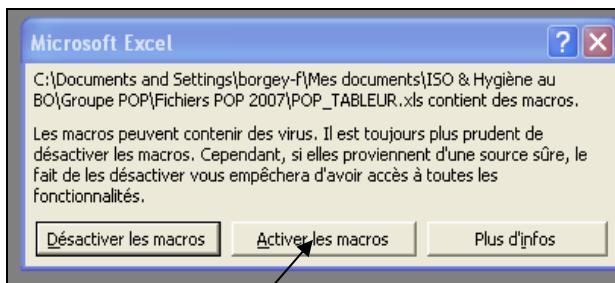 Microsoft Excel
C:\Documents and Settings\borgey-f\Mes documents\ISO & Hygiène au
BO\Groupe POP\Fichiers POP 2007\POP_TABLEUR.xls contient des macros.
Les macros peuvent contenir des virus. Il est toujours plus prudent de
désactiver les macros. Cependant, si elles proviennent d'une source sûre, le
fait de les désactiver vous empêchera d'avoir accès à toutes les
fonctionnalités.
Désactiver les macros Activer les macros Plus d'infos